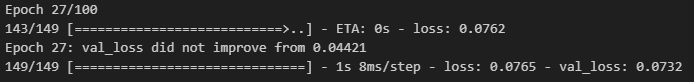 Epoch 27/100
143/149 [===========================>..] - ETA: 0s - loss: 0.0762
Epoch 27: val_loss did not improve from 0.04421
149/149 [==============================] - 1s 8ms/step - loss: 0.0765 - val_loss: 0.0732